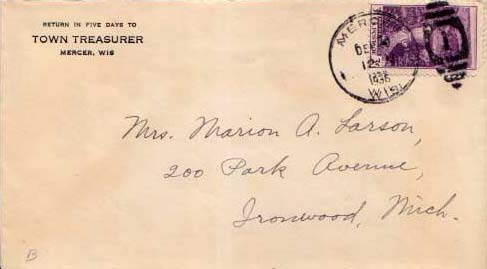 RETURN IN FIVE DAYS TO
TOWN TREASURER
MERCER, WIS
MERCER
DEC
1936
WIS.
Mrs. Marion A. Larson,
200 Park Avenue,
Ironwood, Mich.
B